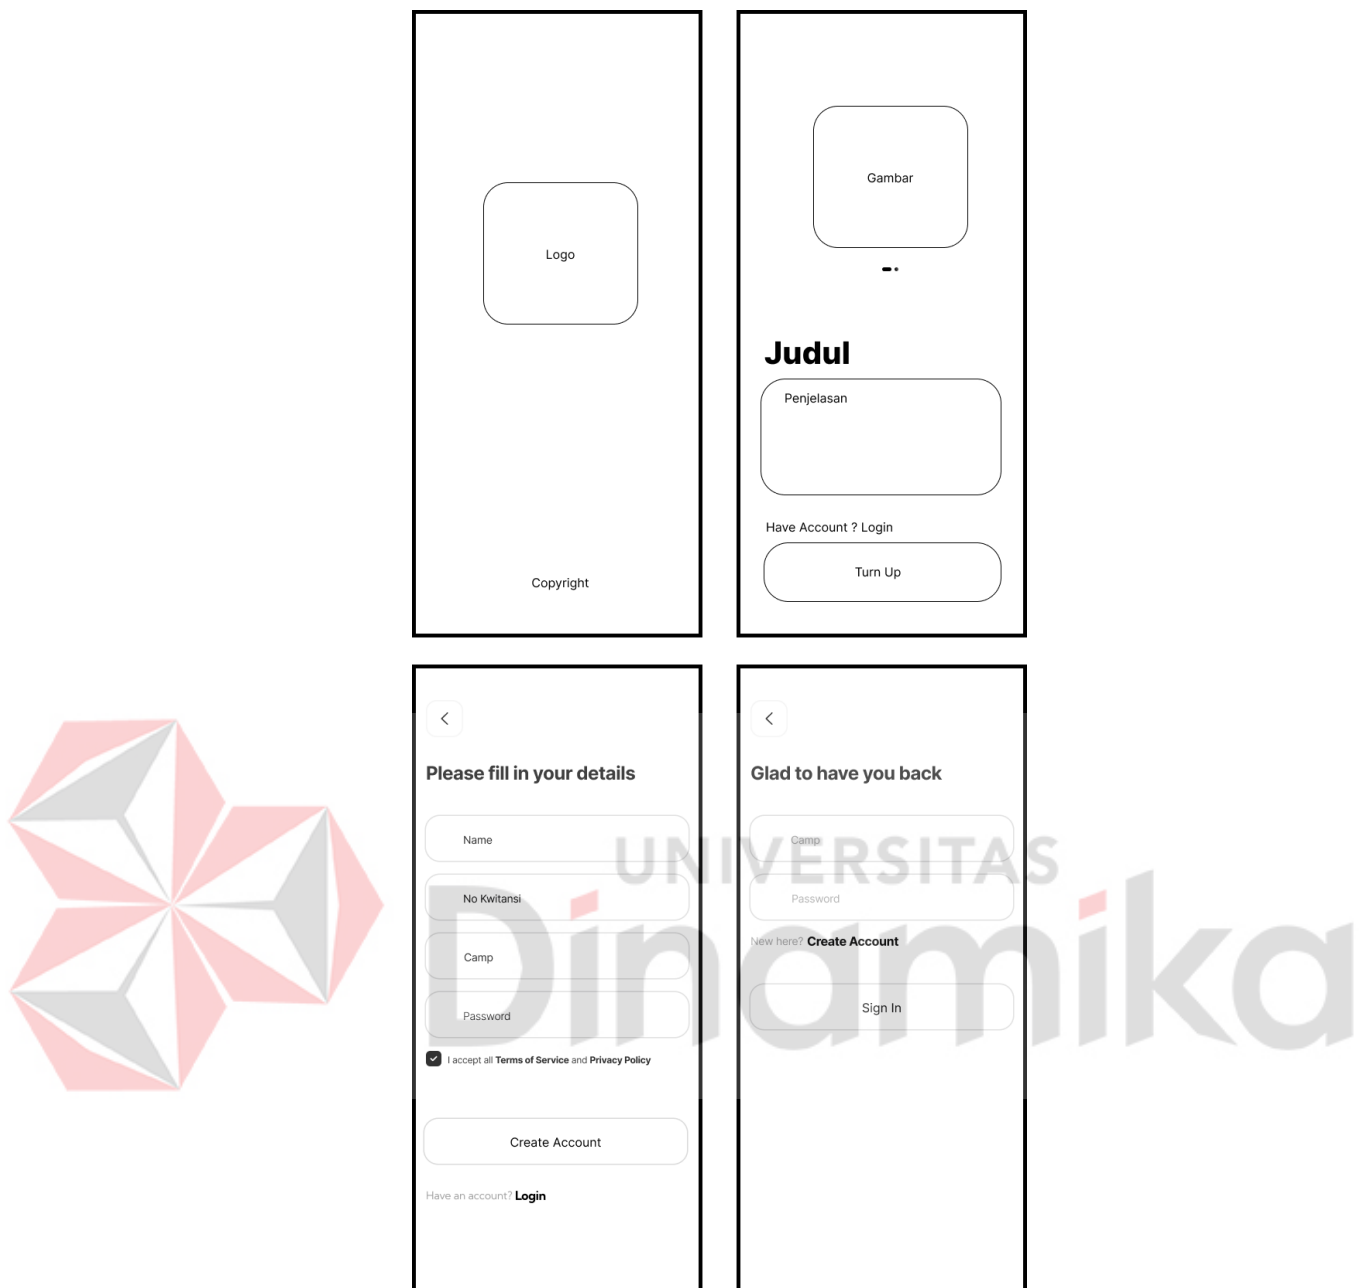 Logo
Copyright
Gambar
Judul
Penjelasan
Have Account ? Login
Turn Up
Please fill in your details
Name
No Kwitansi
Camp
Password
I accept all Terms of Service and Privacy Policy
Create Account
Have an account? Login
Glad to have you back
Camp
Password
New here? Create Account
Sign In
UNIVERSITAS
Dinamika